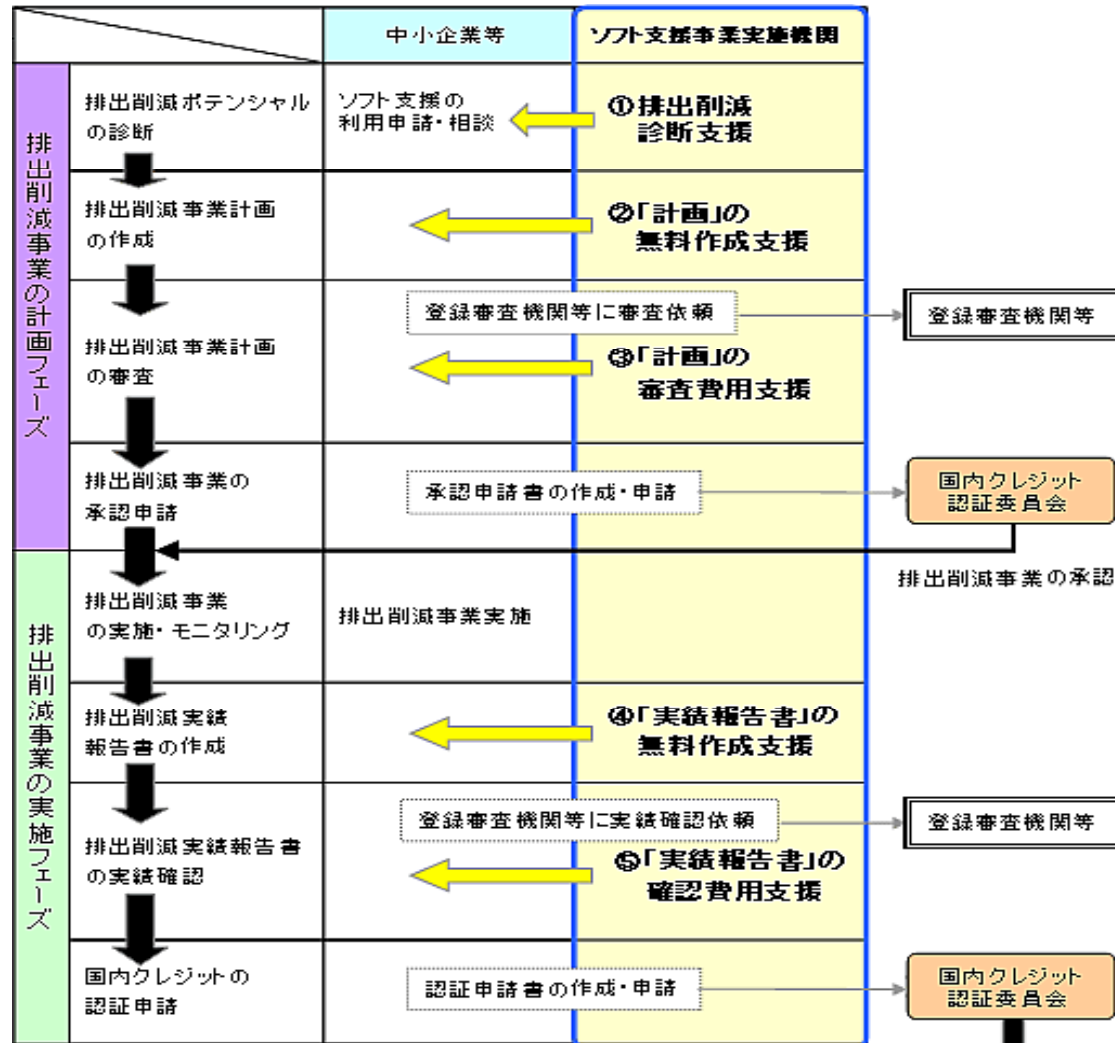 中小企業等
ソフト支援事業実施機関
排出削減事業の計画フェーズ
排出削減ポテンシャル
の診断
ソフト支援の
利用申請・相談
①排出削減
診断支援
排出削減事業計画
の作成
②「計画」の
無料作成支援
登録審査機関等に審査依頼
登録審査機関等
排出削減事業計画
の審査
③「計画」の
審査費用支援
排出削減事業の
承認申請
承認申請書の作成・申請
国内クレジット
認証委員会
排出削減事業の承認
排出削減事業の実施フェーズ
排出削減事業
の実施・モニタリング
排出削減事業実施
排出削減実績
報告書の作成
④「実績報告書」の
無料作成支援
登録審査機関等に実績確認依頼
登録審査機関等
排出削減実績報告書
の実績確認
⑤「実績報告書」の
確認費用支援
国内クレジットの
認証申請
認証申請書の作成・申請
国内クレジット
認証委員会